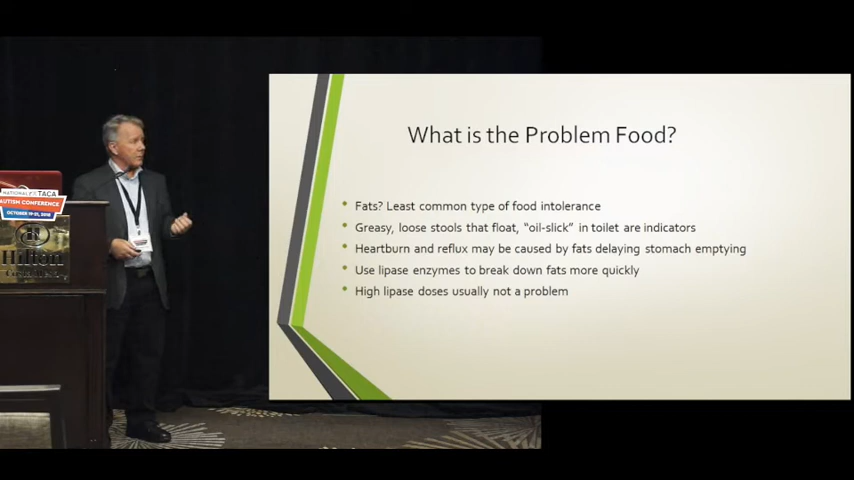 What is the Problem Food?
Fats? Least common type of food intolerance
Greasy, loose stools that float, “oil-slick” in toilet are indicators
Heartburn and reflux may be caused by fats delaying stomach emptying
Use lipase enzymes to break down fats more quickly
High lipase doses usually not a problem
TACA
AUTISM CONFERENCE
Hilton